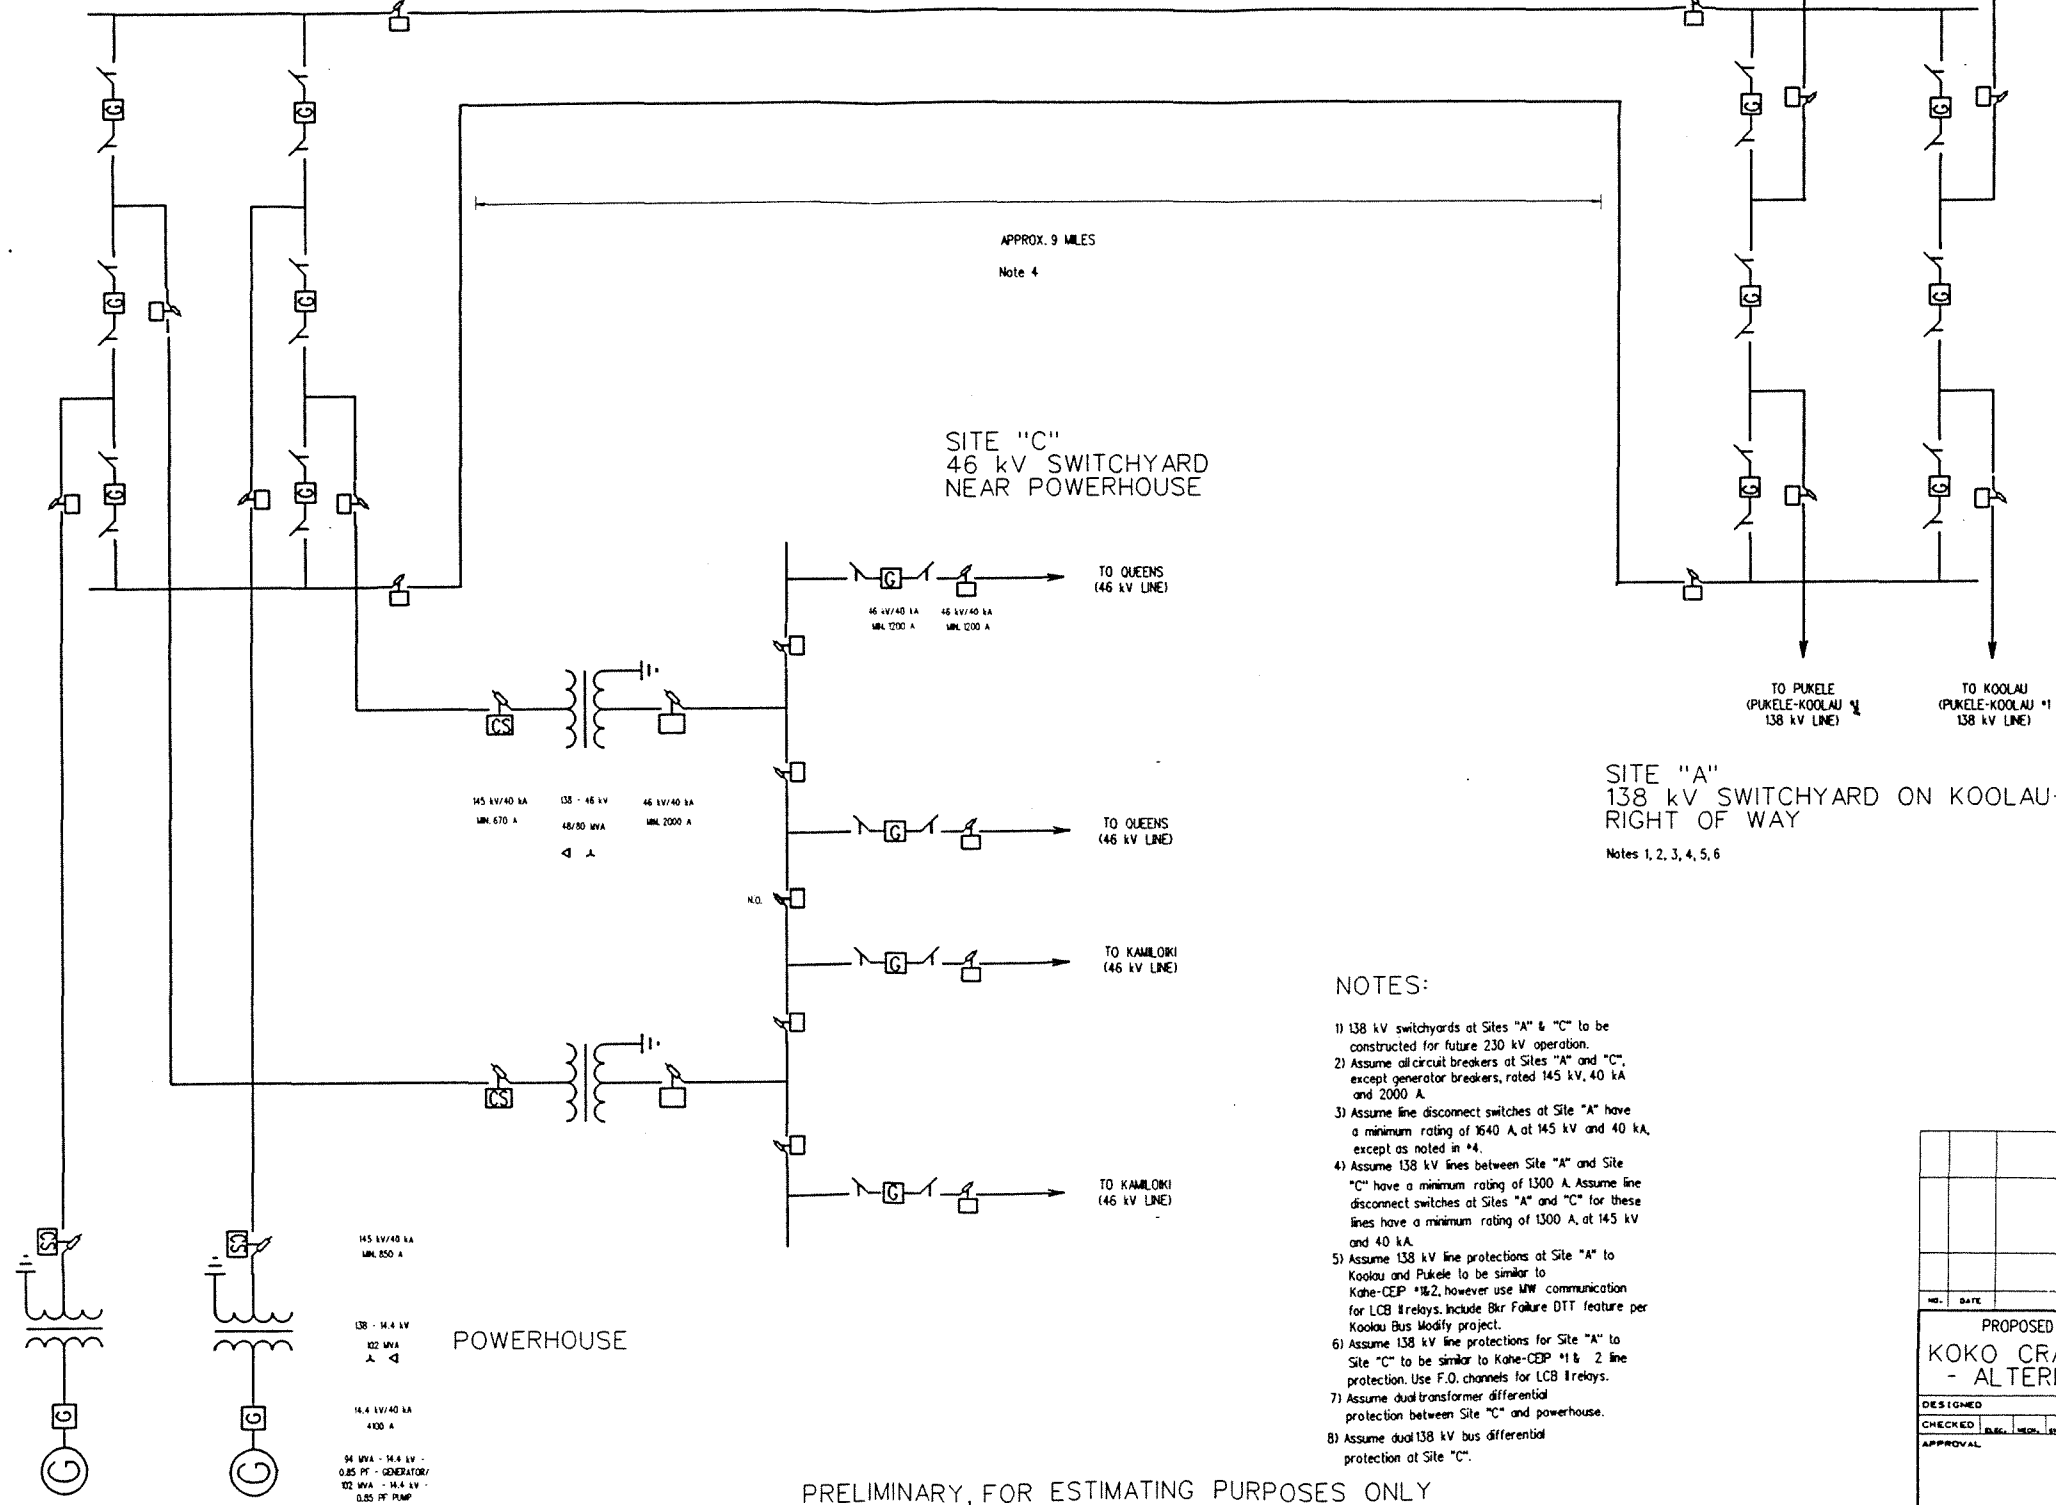 G
G
G
G
APPROX. 9 MILES
Note 4
G
G
G
G
SITE "C"
46 kV SWITCHYARD
NEAR POWERHOUSE
G
G
G
G
G
TO QUEENS
(46 kV LINE)
46 kV/40 kA
MIN. 1200 A
46 kV/40 kA
MIN. 1200 A
TO PUKELE
(PUKELE-KOOLAU
138 kV LINE)
TO KOOLAU
(PUKELE-KOOLAU #1
138 kV LINE)
CS
145 kV/40 kA
MIN. 670 A
138 - 46 kV
48/80 MVA
46 kV/40 kA
MIN. 2000 A
G
TO QUEENS
(46 kV LINE)
SITE "A"
138 kV SWITCHYARD ON KOOLAU-
RIGHT OF WAY
Notes 1, 2, 3, 4, 5, 6
N.O.
G
TO KAMILOIKI
(46 kV LINE)
CS
G
TO KAMILOIKI
(46 kV LINE)
NOTES:
1) 138 kV switchyards at Sites "A" & "C" to be
constructed for future 230 kV operation.
2) Assume all circuit breakers at Sites "A" and "C",
except generator breakers, rated 145 kV, 40 kA
and 2000 A.
3) Assume line disconnect switches at Site "A" have
a minimum rating of 1640 A, at 145 kV and 40 kA,
except as noted in #4.
4) Assume 138 kV lines between Site "A" and Site
"C" have a minimum rating of 1300 A. Assume line
disconnect switches at Sites "A" and "C" for these
lines have a minimum rating of 1300 A, at 145 kV
and 40 kA.
5) Assume 138 kV line protections at Site "A" to
Koolau and Pukele to be similar to
Kahe-CEIP #1&2, however use MW communication
for LCB II relays. Include Bkr Failure DTT feature per
Koolau Bus Modify project.
6) Assume 138 kV line protections for Site "A" to
Site "C" to be similar to Kahe-CEIP #1 & 2 line
protection. Use F.O. channels for LCB II relays.
7) Assume dual transformer differential
protection between Site "C" and powerhouse.
8) Assume dual 138 kV bus differential
protection at Site "C".
CS
CS
145 kV/40 kA
MIN. 850 A
138 - 14.4 kV
102 MVA
POWERHOUSE
G
G
14.4 kV/40 kA
4100 A
G
G
94 MVA - 14.4 kV -
0.85 PF - GENERATOR/
102 MVA - 14.4 kV -
0.85 PF PUMP
PRELIMINARY, FOR ESTIMATING PURPOSES ONLY
NO. DATE
PROPOSED
KOKO CRA
- ALTER
DESIGNED
CHECKED ELEC. MECH.
APPROVAL